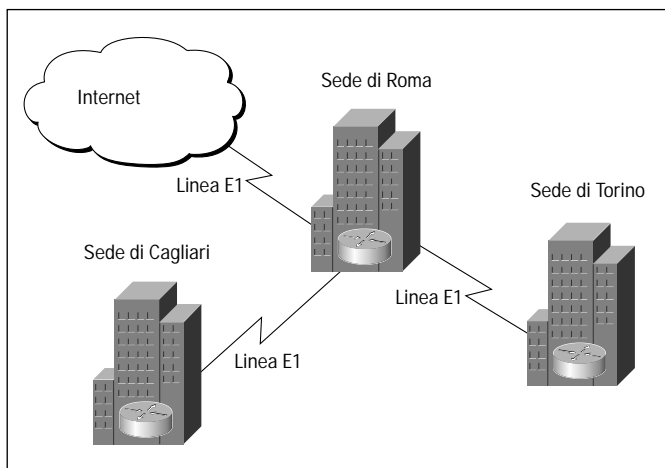 Sede di Roma
Internet
Linea E1
Sede di Torino
Sede di Cagliari
Linea E1
Linea E1